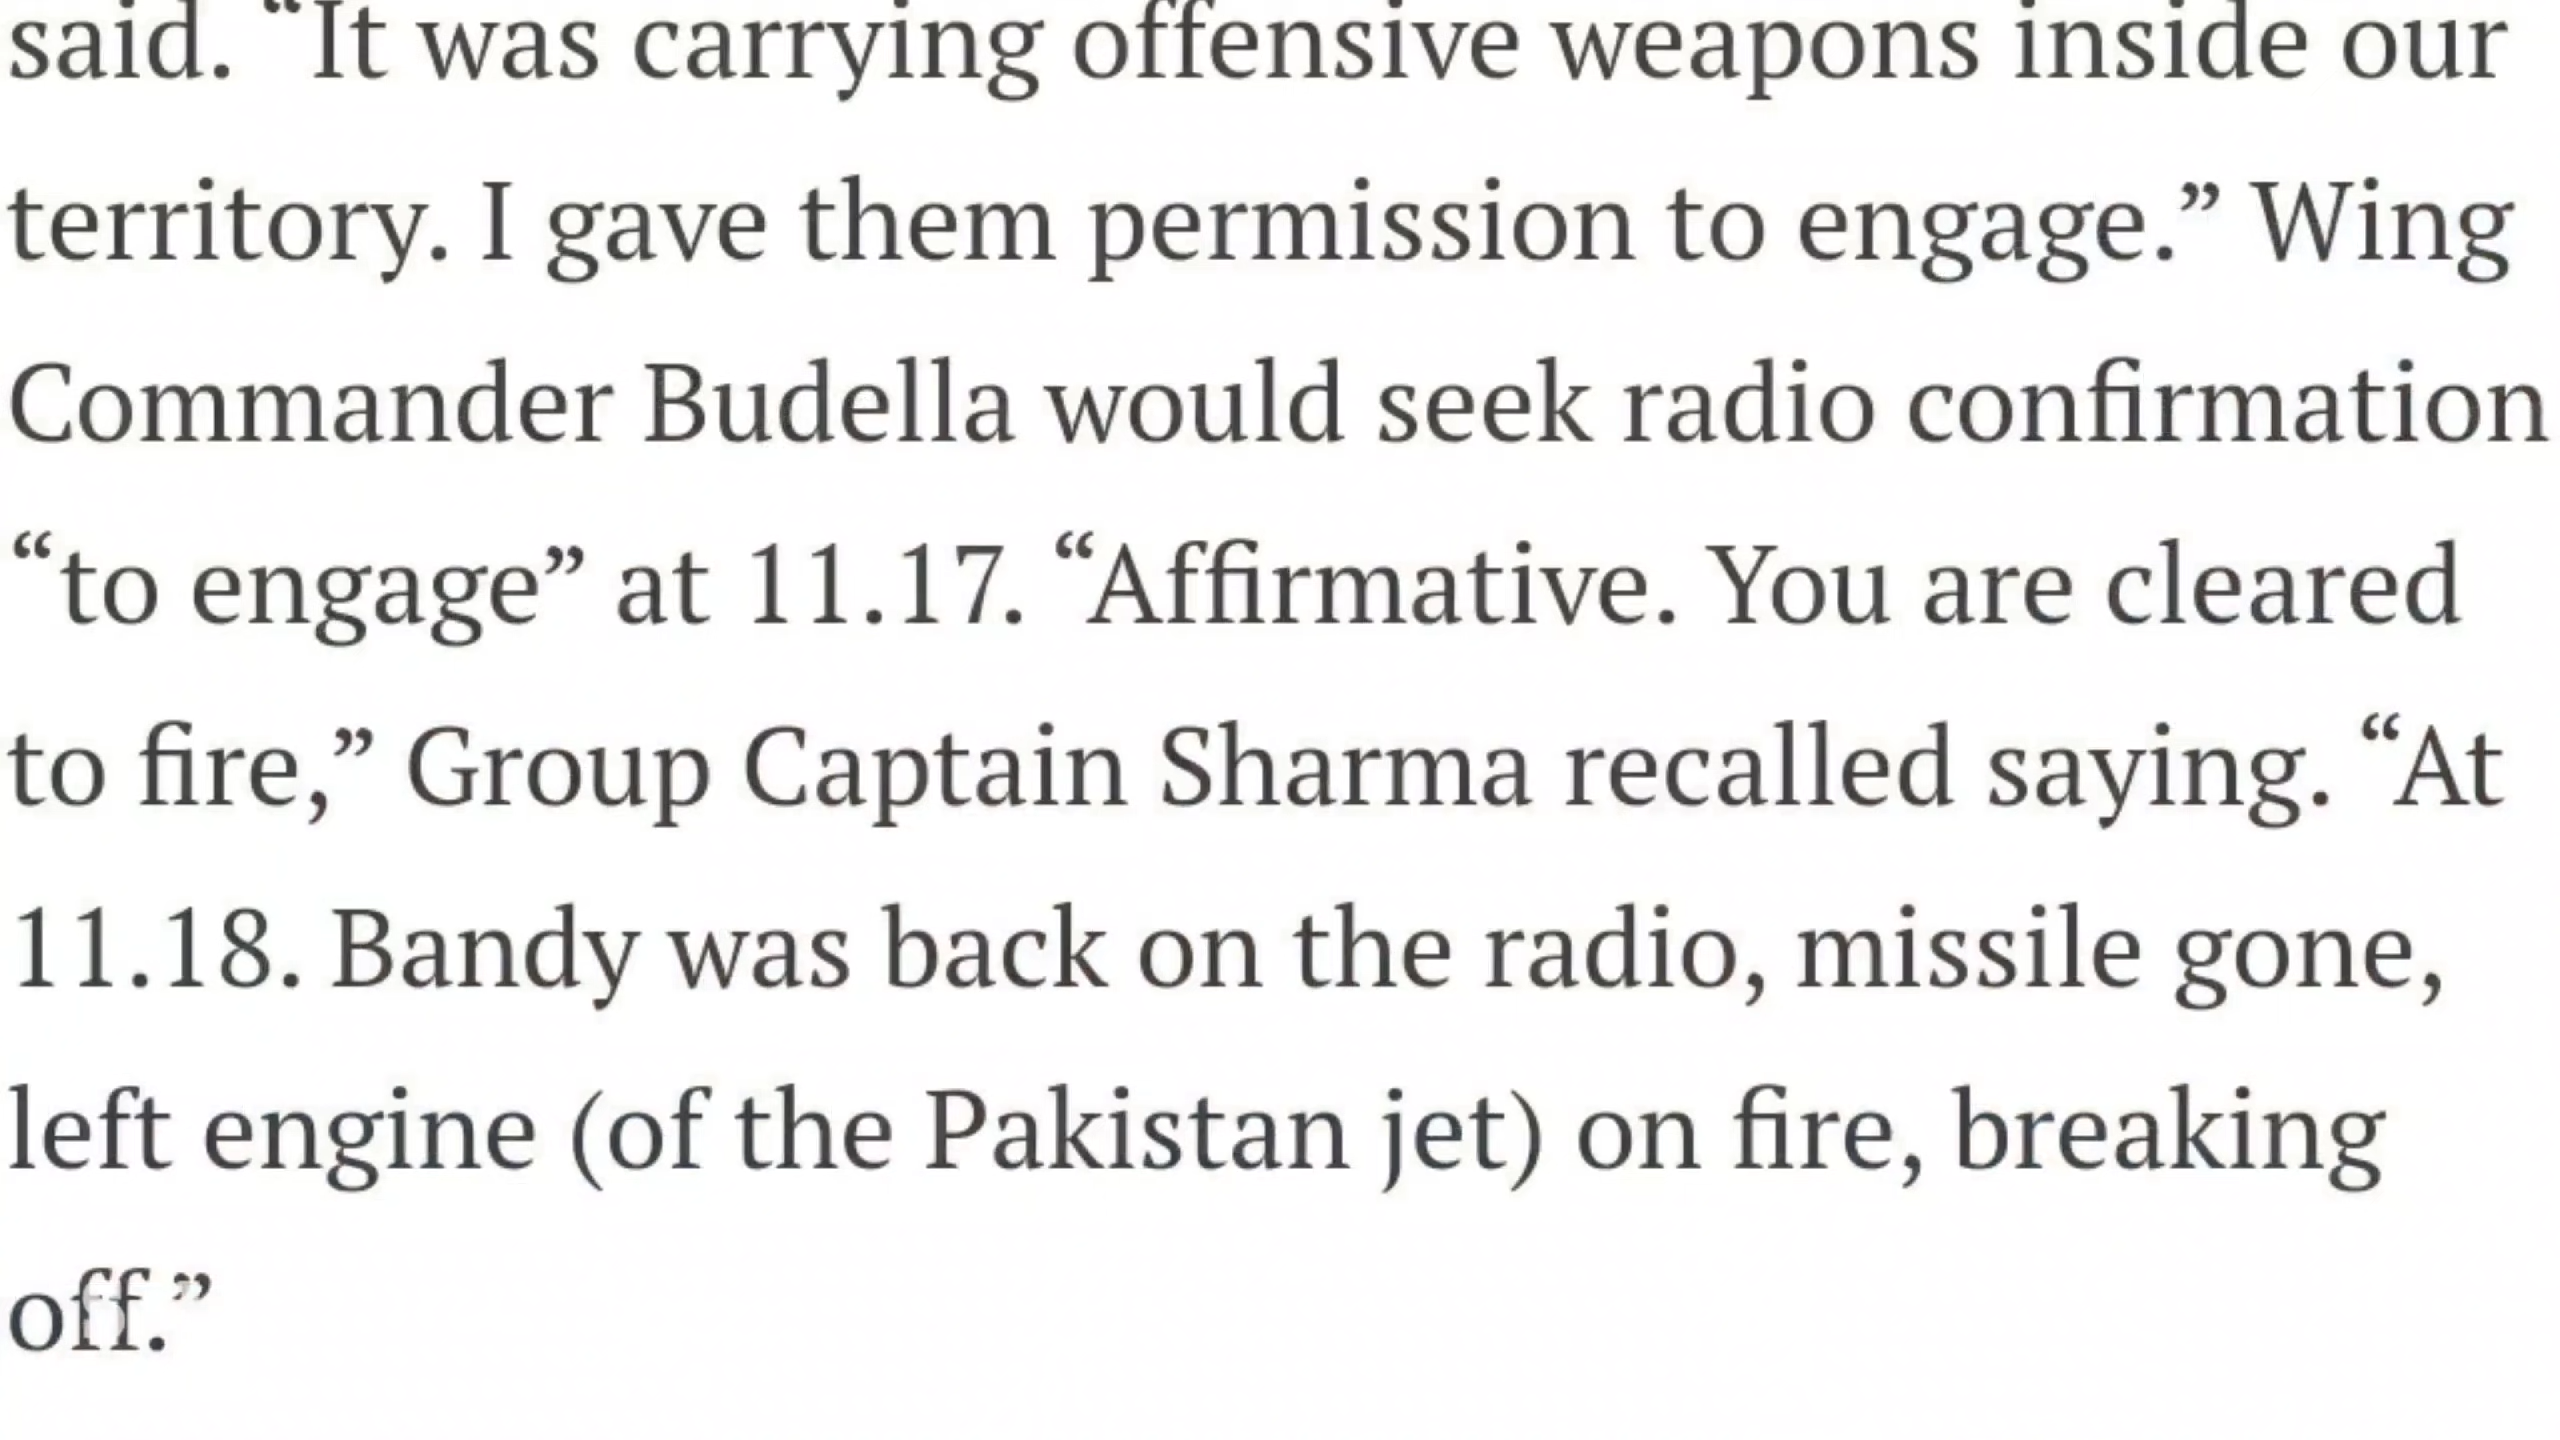 said. “It was carrying offensive weapons inside our
territory. I gave them permission to engage.” Wing
Commander Budella would seek radio confirmation
“to engage” at 11.17. “Affirmative. You are cleared
to fire,” Group Captain Sharma recalled saying. “At
11.18. Bandy was back on the radio, missile gone,
left engine (of the Pakistan jet) on fire, breaking
off.”